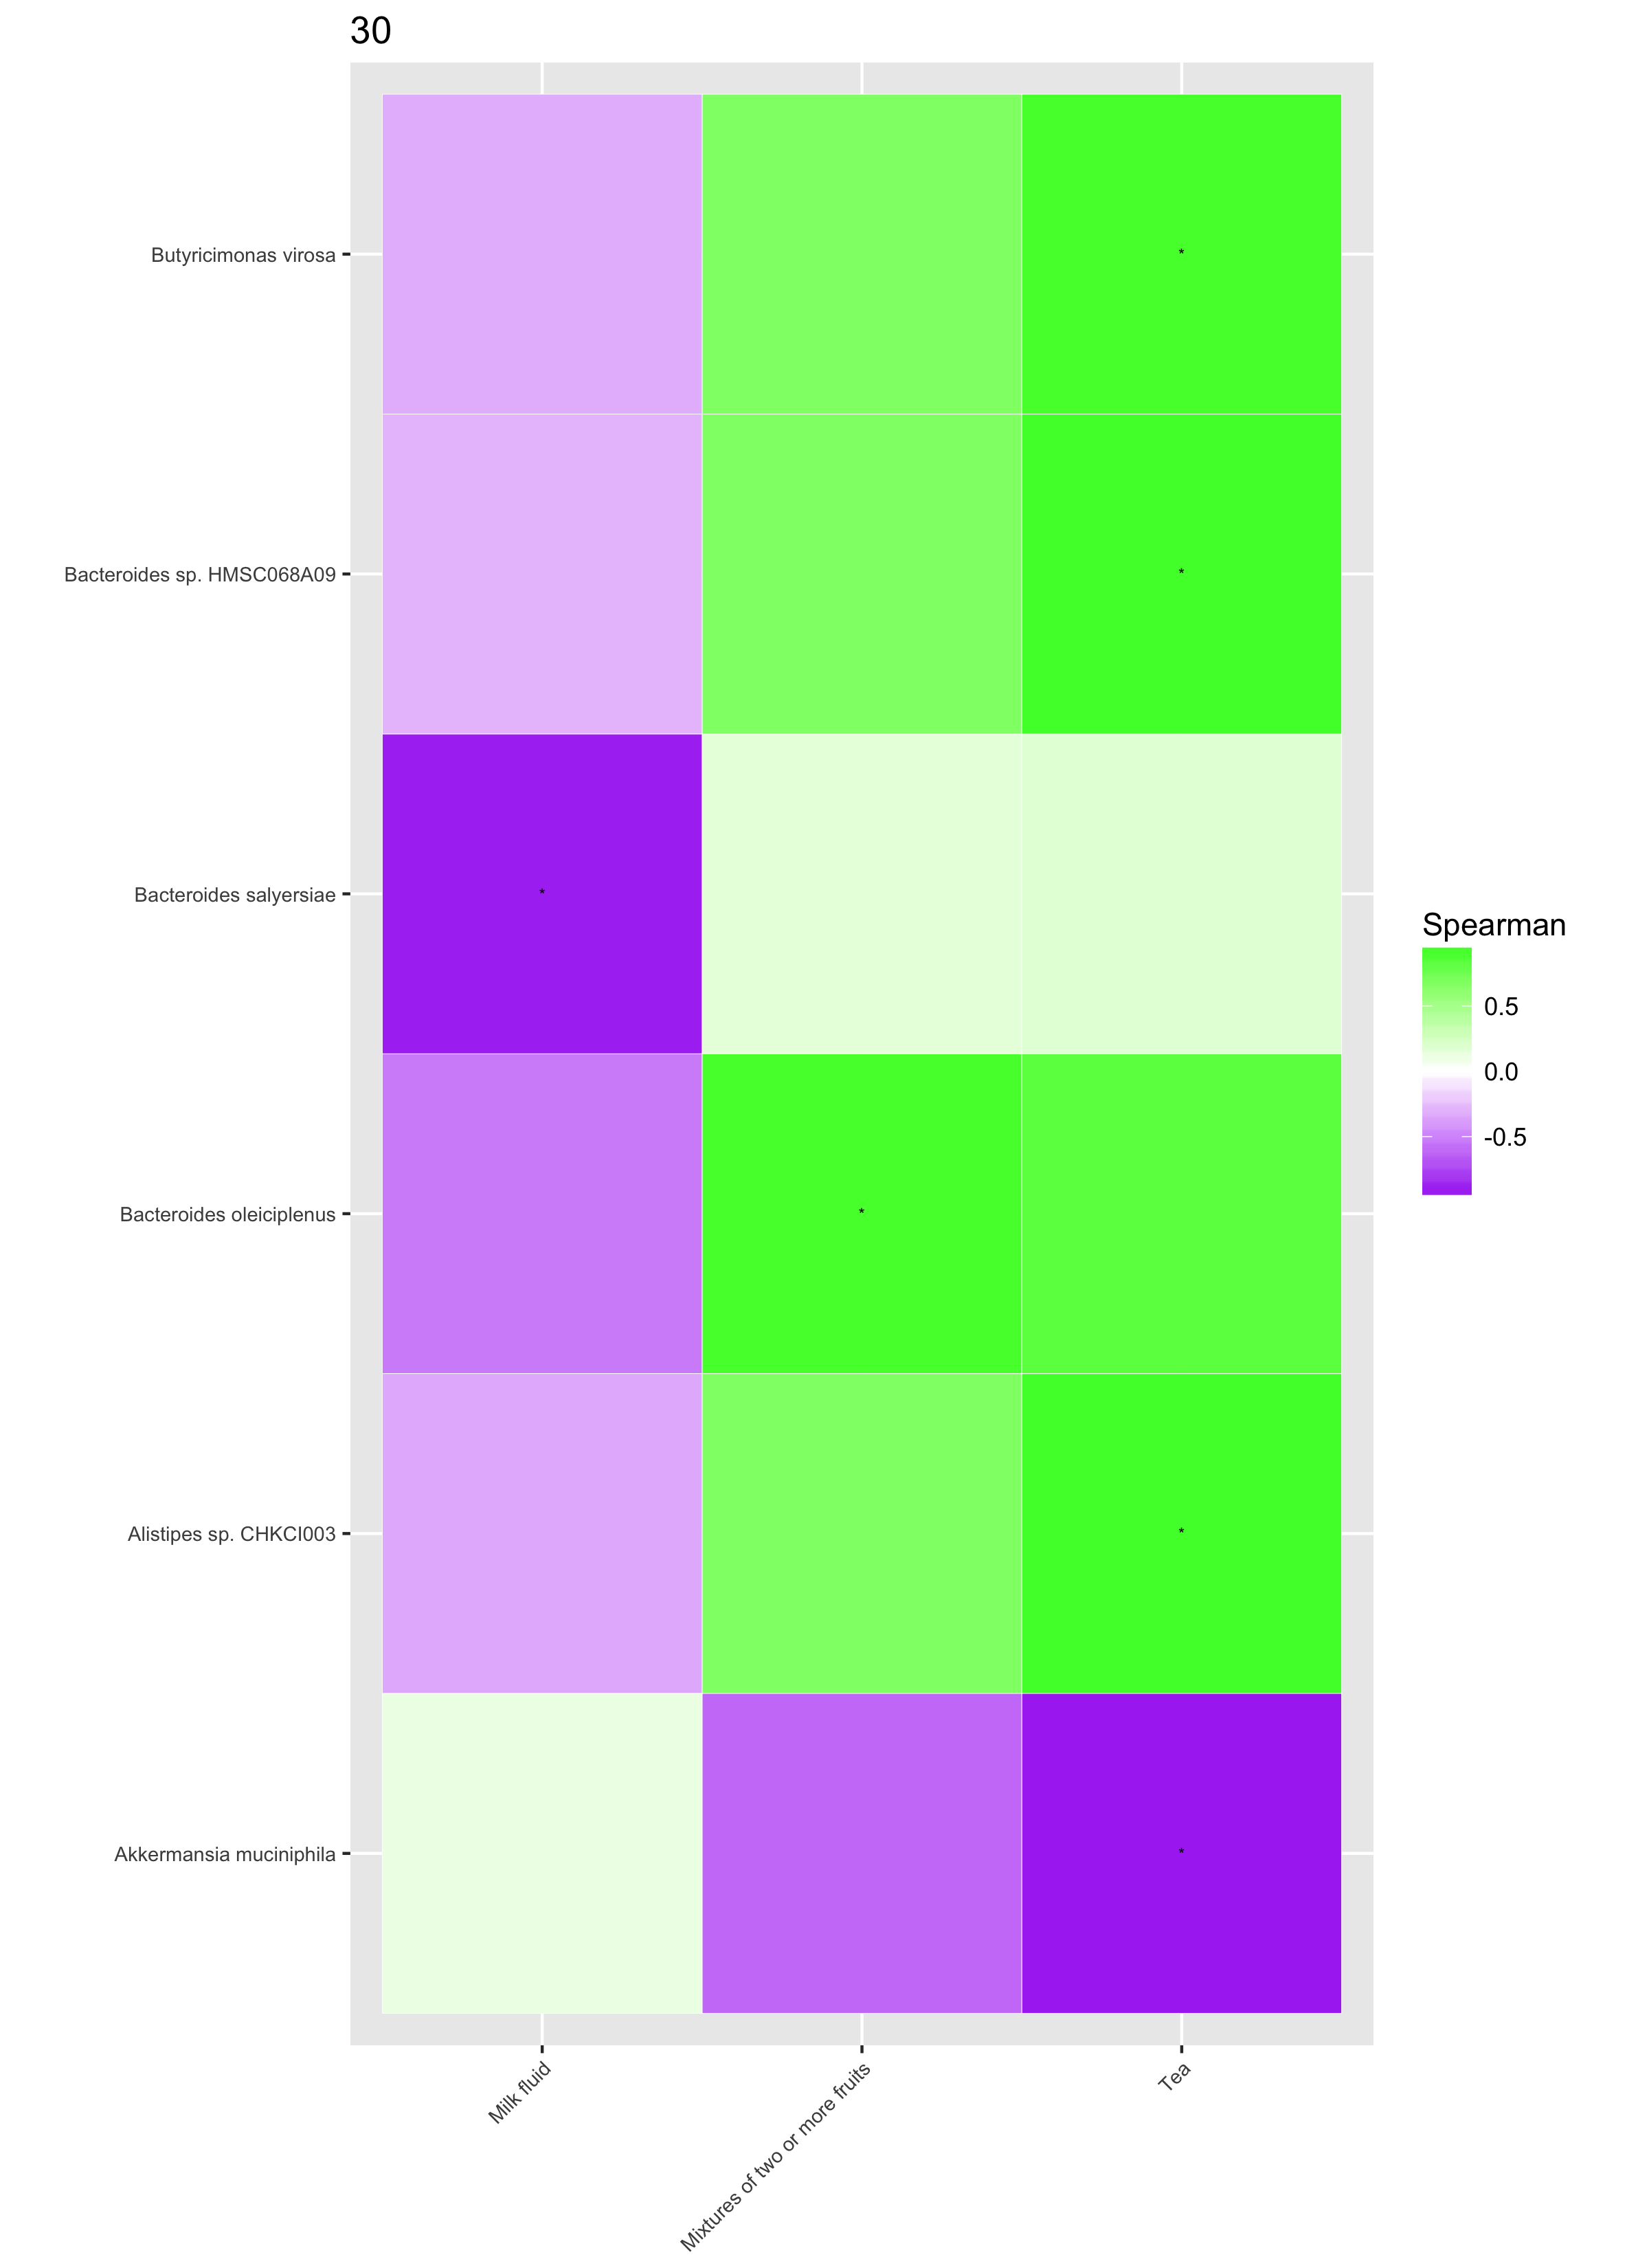 30
Butyricimonas virosa
*
Bacteroides sp. HMSC068A09
*
Bacteroides salyersiae
*
Bacteroides oleiciplenus
*
Alistipes sp. CHKCI003
*
Akkermansia muciniphila
*
Milk fluid
Mixtures of two or more fruits
Tea
Spearman
0.5
0.0
-0.5